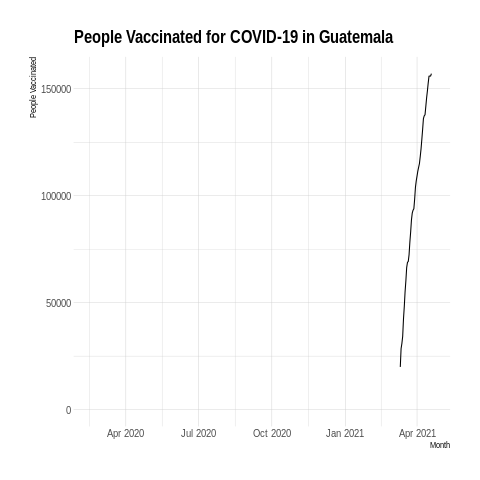 People Vaccinated for COVID-19 in Guatemala
People Vaccinated
150000
100000
50000
0
Apr 2020 Jul 2020 Oct 2020 Jan 2021 Apr 2021
Month